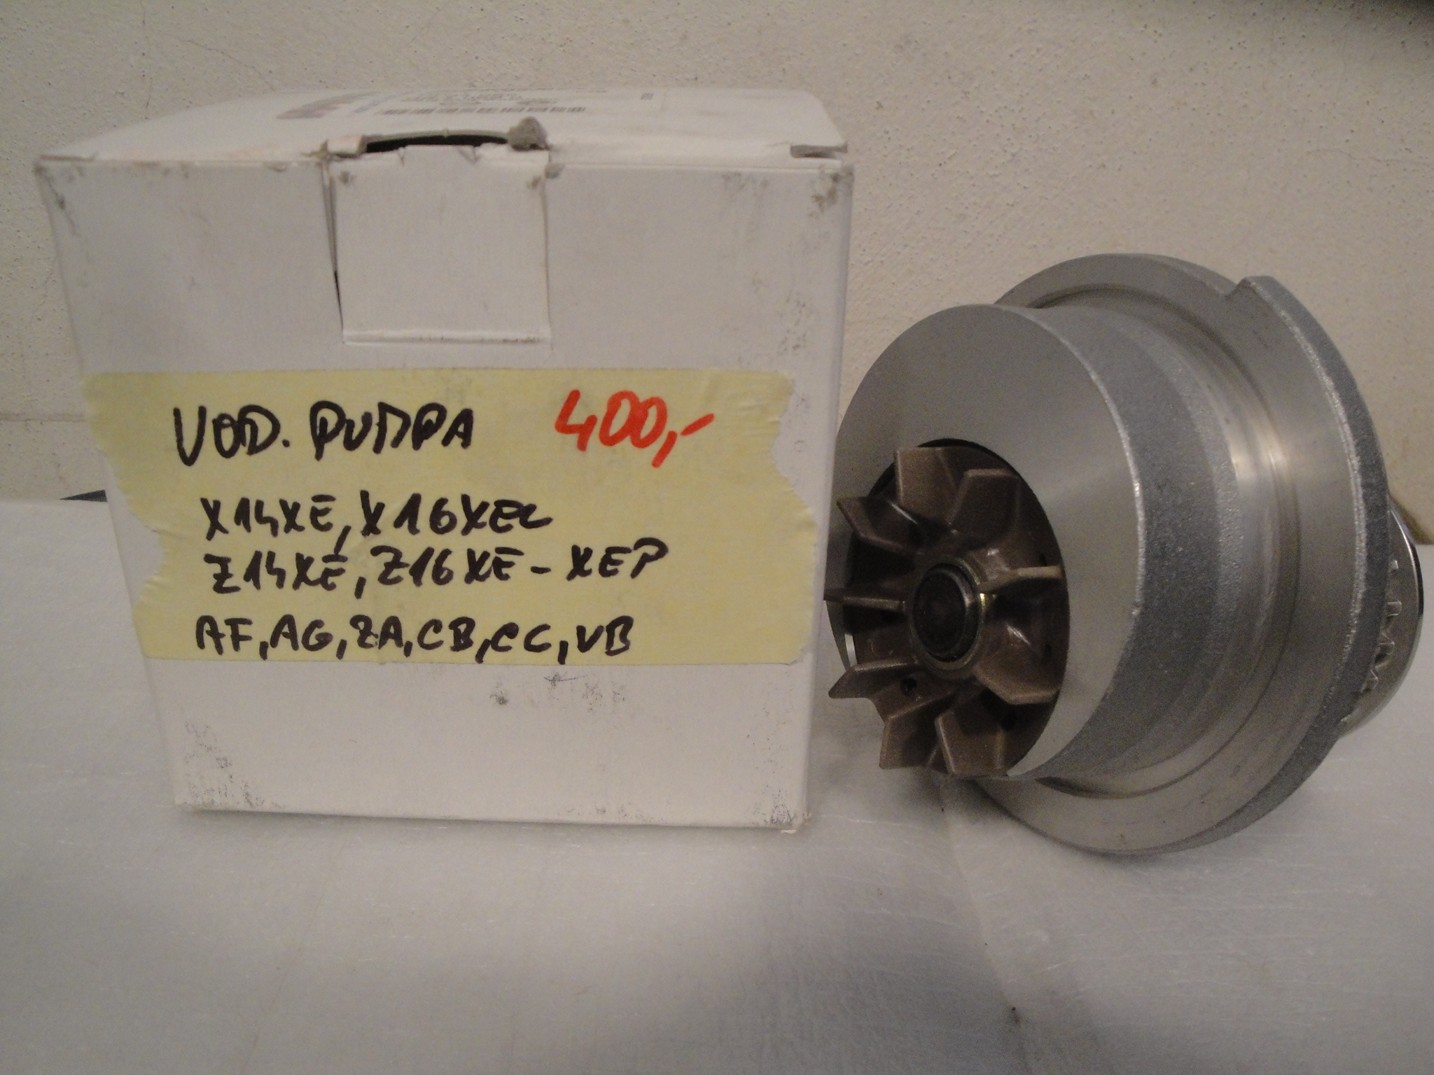 VOD. PUMPA 400,-
X14XE, X16XEL
Z14XE, Z16XE - XEP
AF, AG, ZA, CB, CC, VB